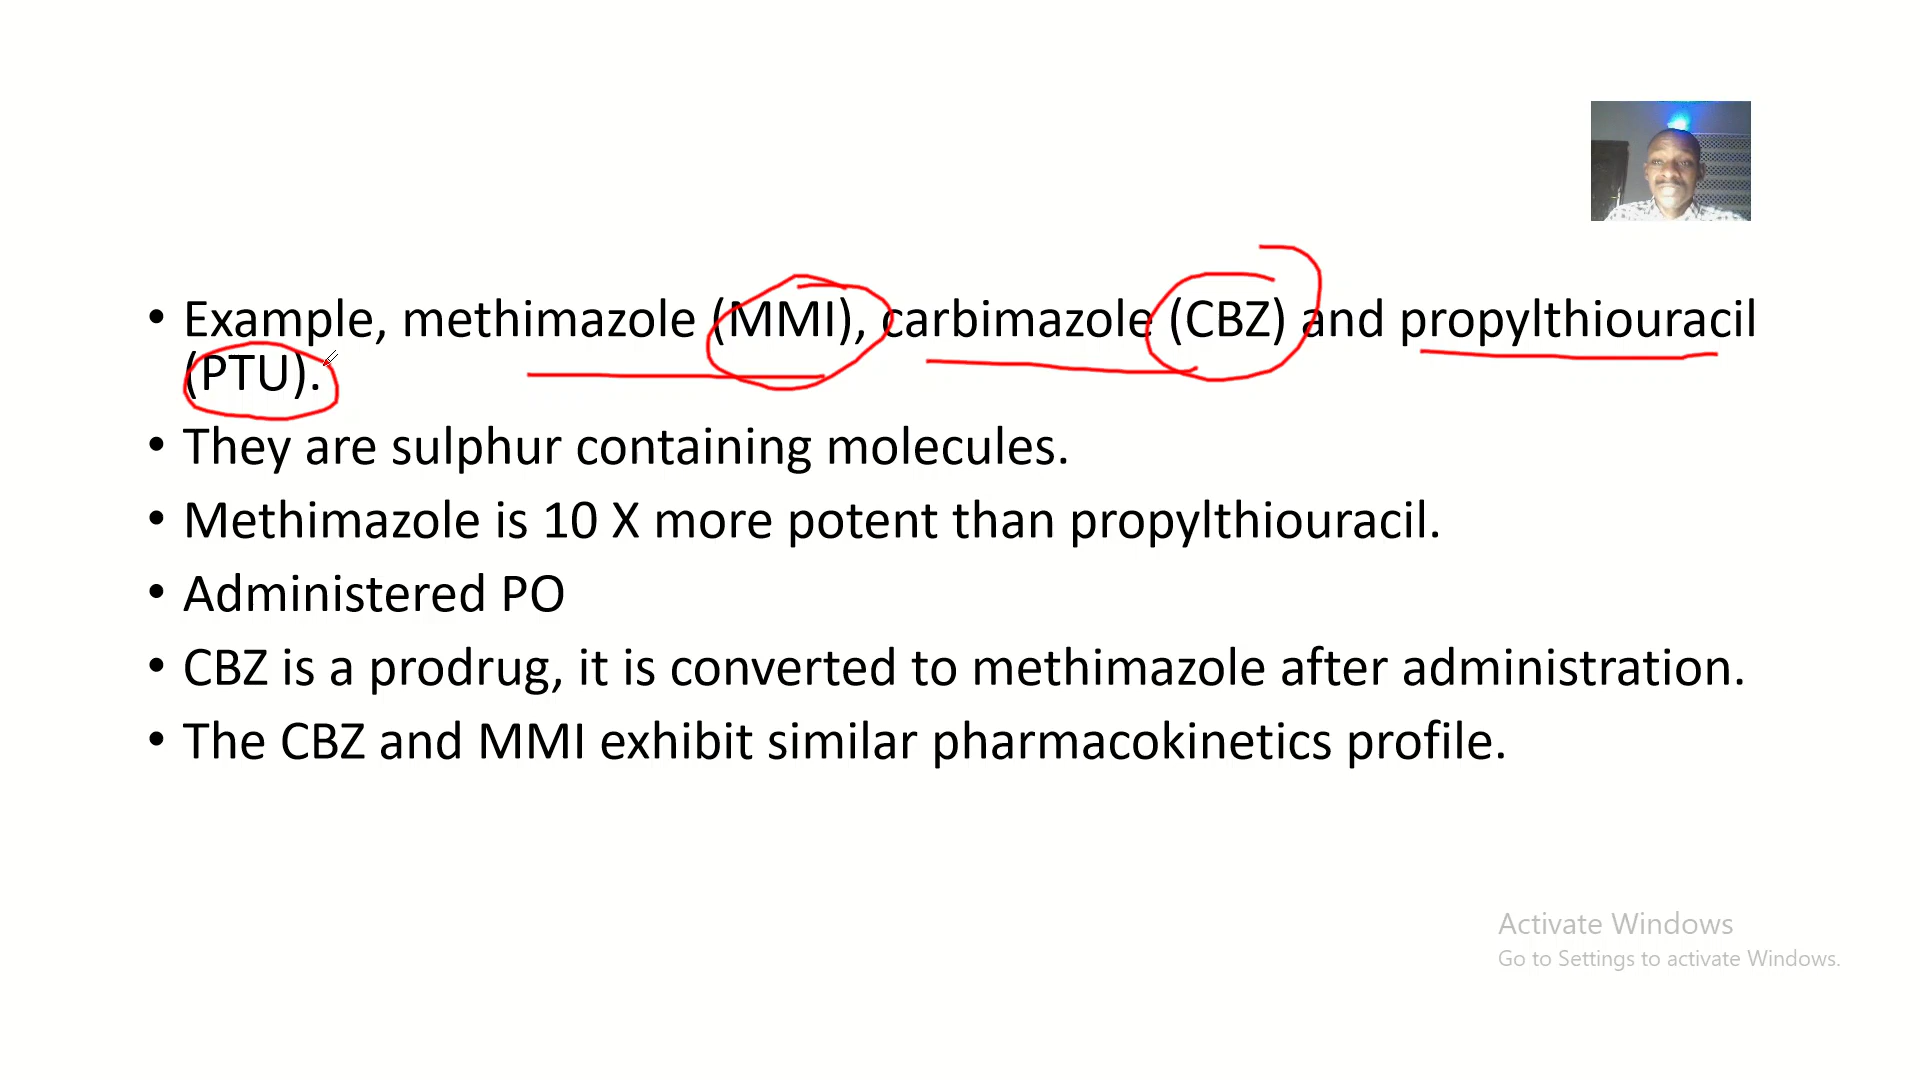 • Example, methimazole (MMI), carbimazole (CBZ) and propylthiouracil
(PTU).
• They are sulphur containing molecules.
• Methimazole is 10 X more potent than propylthiouracil.
• Administered PO
• CBZ is a prodrug, it is converted to methimazole after administration.
• The CBZ and MMI exhibit similar pharmacokinetics profile.
Activate Windows
Go to Settings to activate Windows.